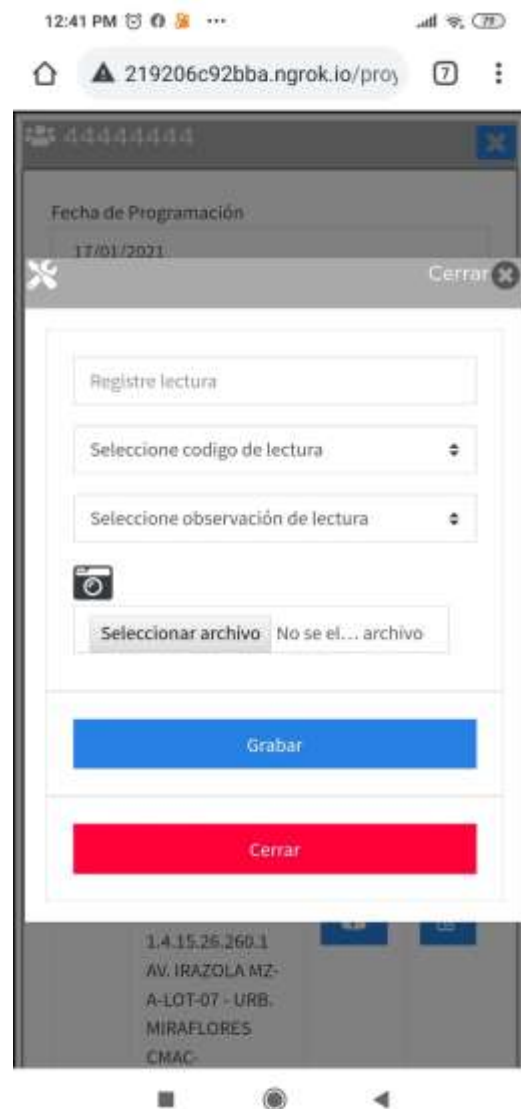 12:41 PM
219206c92bba.ngrok.io/proy
7
44444444
Fecha de Programación
17/01/2021
Cerrar
Registre lectura
Seleccione codigo de lectura
Seleccione observación de lectura
Seleccionar archivo No se el... archivo
Grabar
Cerrar
1.4.15.26.260.1
AV. IRAZOLA MZ-
A-LOT-07 - URB.
MIRAFLORES
CMAC-